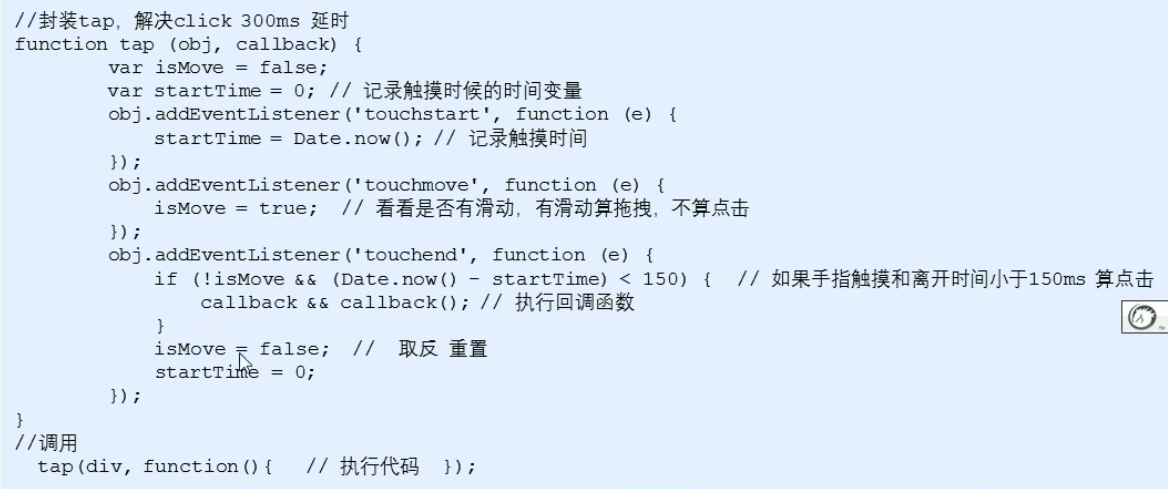 //封装tap，解决click 300ms 延时
function tap (obj, callback) {
        var isMove = false;
        var startTime = 0; // 记录触摸时候的时间变量
        obj.addEventListener('touchstart', function (e) {
            startTime = Date.now(); // 记录触摸时间
        });
        obj.addEventListener('touchmove', function (e) {
            isMove = true;  // 看看是否有滑动，有滑动算拖拽，不算点击
        });
        obj.addEventListener('touchend', function (e) {
            if (!isMove && (Date.now() - startTime) < 150) {  // 如果手指触摸和离开时间小于150ms 算点击
                callback && callback(); // 执行回调函数
            }
            isMove = false;  //  取反 重置
            startTime = 0;
        });
}
//调用
  tap(div, function(){   // 执行代码  });